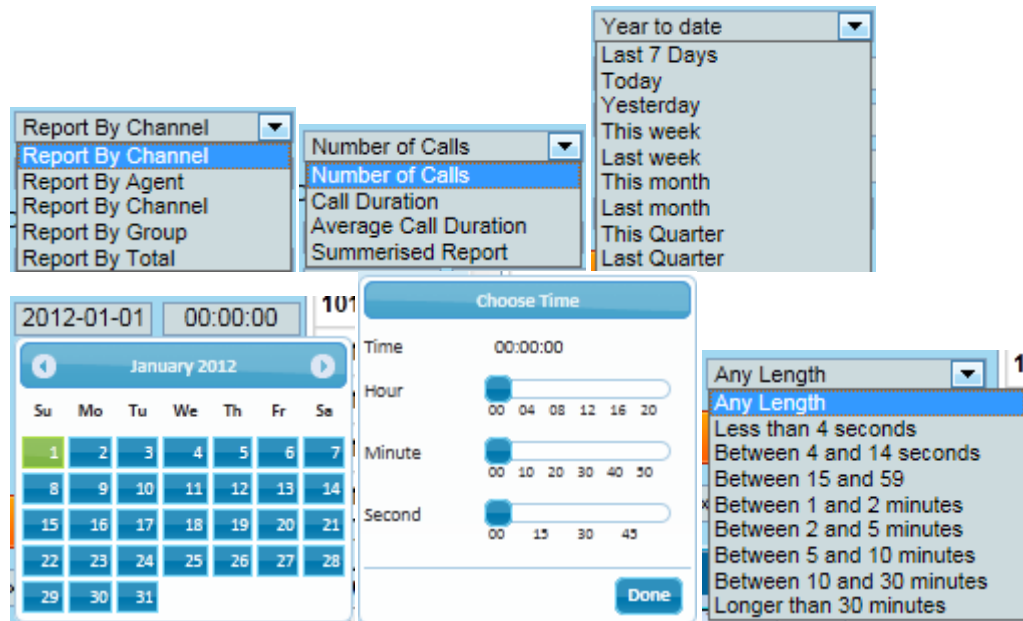 Report By Channel
Report By Channel
Report By Agent
Report By Channel
Report By Group
Report By Total
Number of Calls
Number of Calls
Call Duration
Average Call Duration
Summerised Report
Year to date
Last 7 Days
Today
Yesterday
This week
Last week
This month
Last month
This Quarter
Last Quarter
2012-01-01 00:00:00
January 2012
Su Mo Tu We Th Fr Sa
1 2 3 4 5 6 7
8 9 10 11 12 13 14
15 16 17 18 19 20 21
22 23 24 25 26 27 28
29 30 31
101
Choose Time
Time 00:00:00
Hour
00 04 08 12 16 20
Minute
00 10 20 30 40 50
Second
00 15 30 45
Done
Any Length
Any Length
Less than 4 seconds
Between 4 and 14 seconds
Between 15 and 59
Between 1 and 2 minutes
Between 2 and 5 minutes
Between 5 and 10 minutes
Between 10 and 30 minutes
Longer than 30 minutes